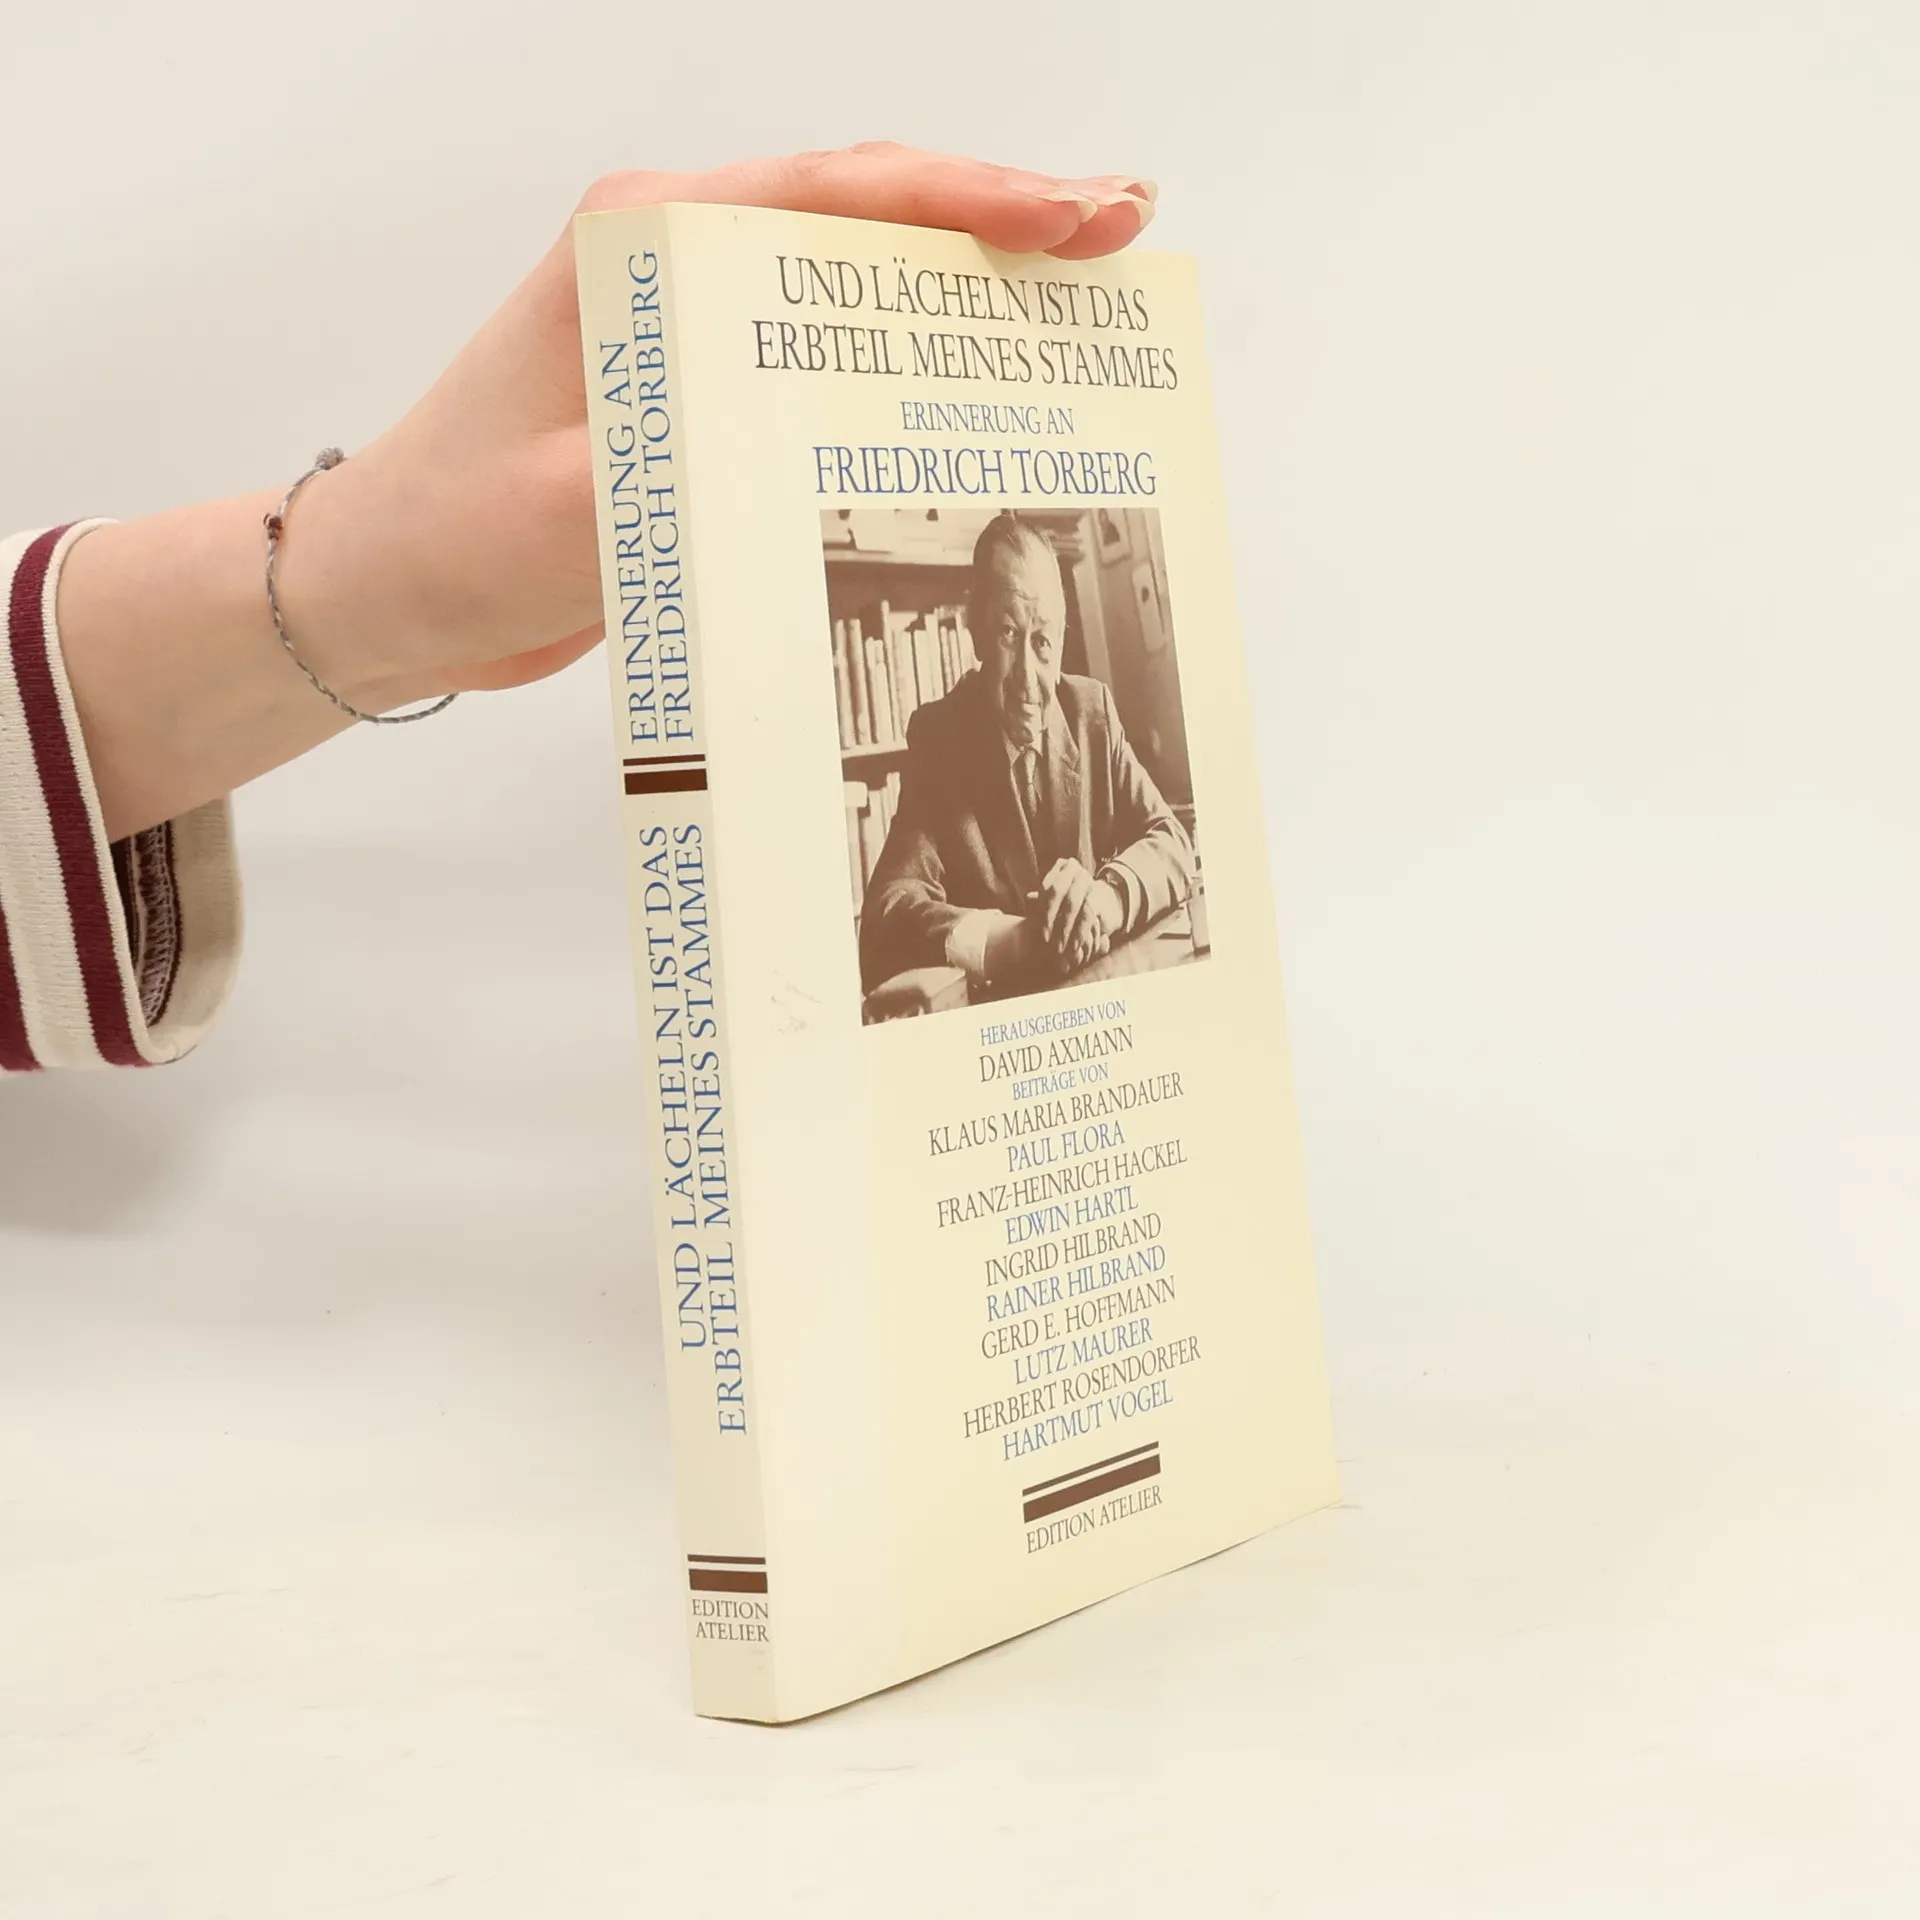 ERINNERUNG AN
FRIEDRICH TORBERG
UND LÄCHELN IST DAS
ERBTEIL MEINES STAMMES
EDITION
ATELIER
UND LÄCHELN IST DAS
ERBTEIL MEINES STAMMES
ERINNERUNG AN
FRIEDRICH TORBERG
HERAUSGEGEBEN VON
DAVID AXMANN
BEITRÄGE VON
KLAUS MARIA BRANDAUER
PAUL FLORA
FRANZ-HEINRICH HACKEL
EDWIN HARTL
INGRID HILBRAND
RAINER HILBRAND
GERD E. HOFFMANN
LUTZ MAURER
HERBERT ROSENDORFER
HARTMUT VOGEL
EDITION ATELIER